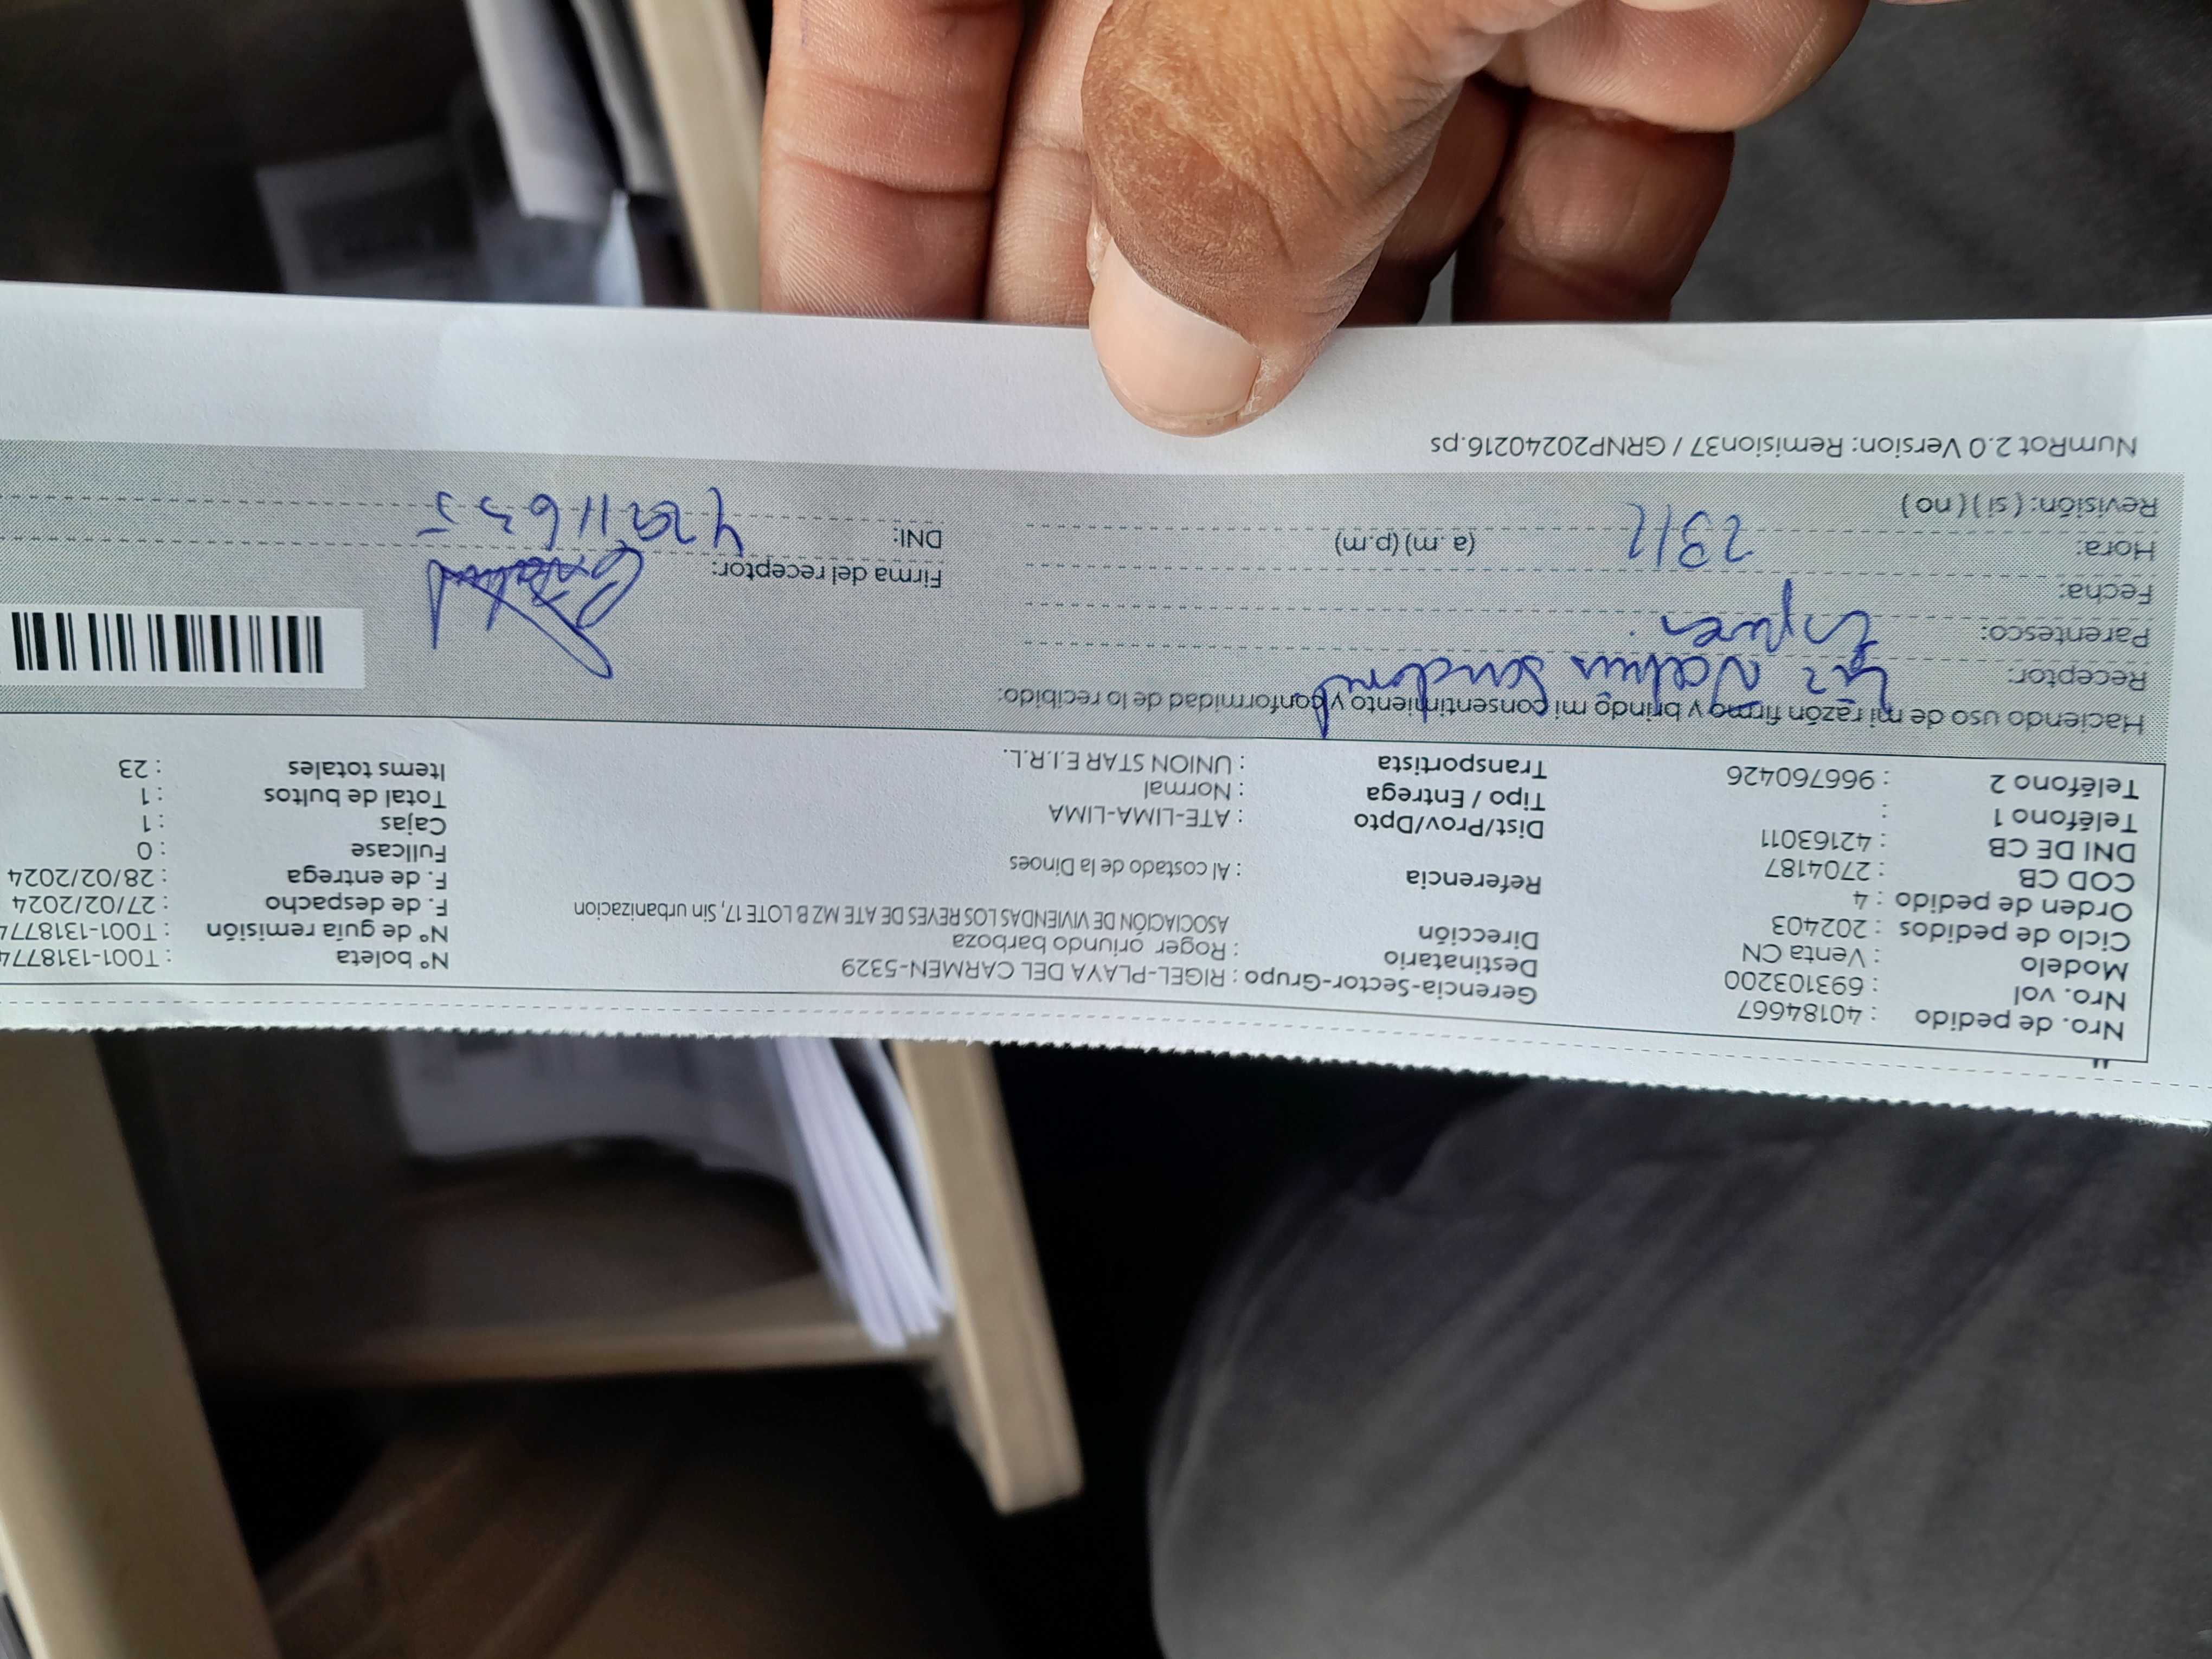 Nro. de pedido : 40184667 Gerencia-Sector-Grupo : RIGEL-PLAYA DEL CARMEN-5329 N° boleta : T001-1318774
Nro. vol : 693103200 Destinatario : Roger oriundo barboza N° de guía remisión : T001-1318774
Modelo : Venta CN Dirección ASOCIACIÓN DE VIVIENDAS LOS REYES DE ATE MZ B LOTE 17, Sin urbanizacion F. de despacho : 27/02/2024
Ciclo de pedidos : 202403 Referencia : Al costado de la Dinoes F. de entrega : 28/02/2024
Orden de pedido : 4 Dist/Prov/Dpto : ATE-LIMA-LIMA Fullcase : 0
COD CB : 2704187 Tipo / Entrega : Normal Cajas : 1
DNI DE CB : 42163011 Transportista : UNION STAR E.I.R.L. Total de bultos : 1
Teléfono 1 : Items totales : 23
Teléfono 2 : 966760426
Haciendo uso de mi razón firmo y brindo mi consentimiento y conformidad de lo recibido:
Receptor:
Parentesco:
Fecha: Firma del receptor:
Hora: (a.m) (p.m) DNI:
Revisión: ( si ) ( no )
NumRot 2.0 Version: Remision37 / GRNP20240216.ps